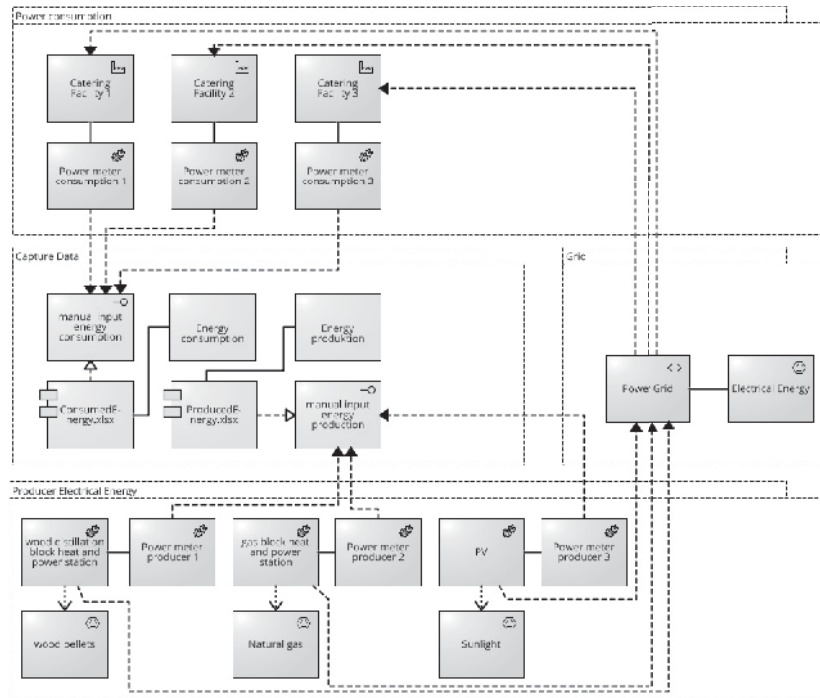 Power consumption
Catering
Facility 1
Catering
Facility 2
Catering
Facility 3
Power meter
consumption 1
Power meter
consumption 2
Power meter
consumption 3
Capture Data
Grid
manual input
energy
consumption
Energy
consumption
Energy
produktion
ConsumedE-
nergy.xlsx
ProducedE-
nergy.xlsx
manual input
energy
production
Power Grid
Electrical Energy
Producer Electrical Energy
wood distillation
block heat and
power station
Power meter
producer 1
gas block heat
and power
station
Power meter
producer 2
PV
Power meter
producer 3
wood pellets
Natural gas
Sunlight